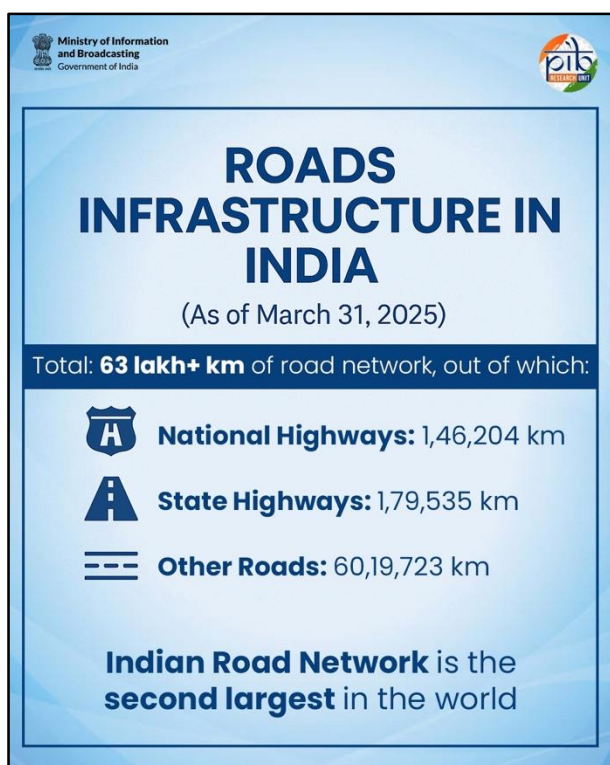 Ministry of Information
and Broadcasting
Government of India
pib
RESEARCH UNIT
ROADS
INFRASTRUCTURE IN
INDIA
(As of March 31, 2025)
Total: 63 lakh+ km of road network, out of which:
National Highways: 1,46,204 km
State Highways: 1,79,535 km
Other Roads: 60,19,723 km
Indian Road Network is the
second largest in the world